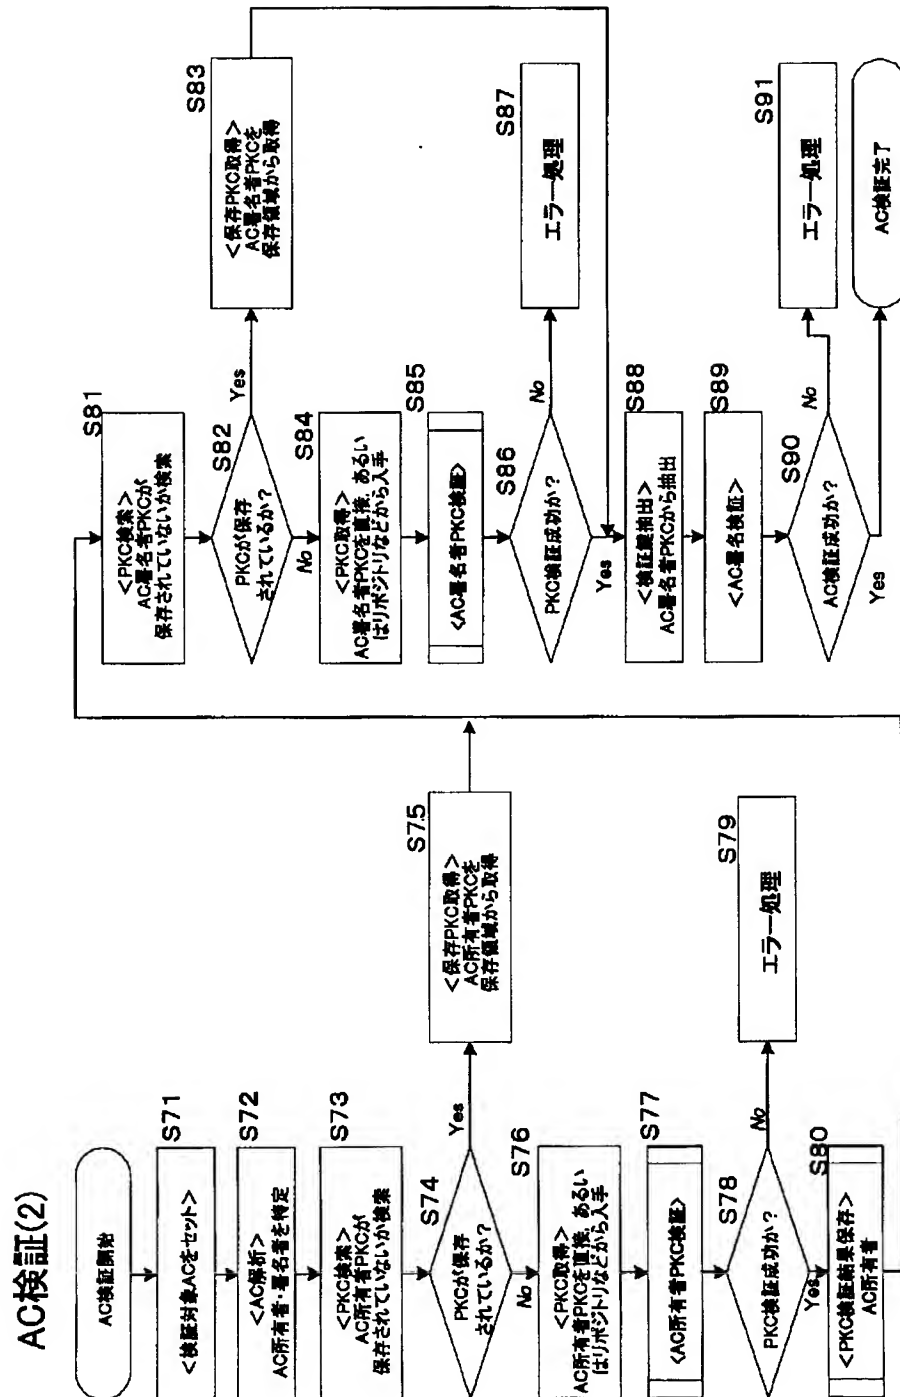 AC検証(2)
AC検証開始
S71
<検証対象ACをセット>
S72
<AC解析>
AC所有者・署名者を特定
S73
<PKC検索>
AC所有者PKCが
保存されていないか検索
S74
PKCが保存
されているか?
Yes
No
S75
<保存PKC取得>
AC所有者PKCを
保存領域から取得
S76
<PKC取得>
AC所有者PKCを直接、あるい
はリポジトリなどから入手
S77
<AC所有者PKC検証>
S78
PKC検証成功か?
No
Yes
S79
エラー処理
S80
<PKC検証結果保存>
AC所有者
S81
<PKC検索>
AC署名者PKCが
保存されていないか検索
S82
PKCが保存
されているか?
Yes
No
S83
<保存PKC取得>
AC署名者PKCを
保存領域から取得
S84
<PKC取得>
AC署名者PKCを直接、あるい
はリポジトリなどから入手
S85
<AC署名者PKC検証>
S86
PKC検証成功か?
No
Yes
S87
エラー処理
S88
<検証鍵抽出>
AC署名者PKCから抽出
S89
<AC署名検証>
S90
AC検証成功か?
No
Yes
S91
エラー処理
AC検証完了